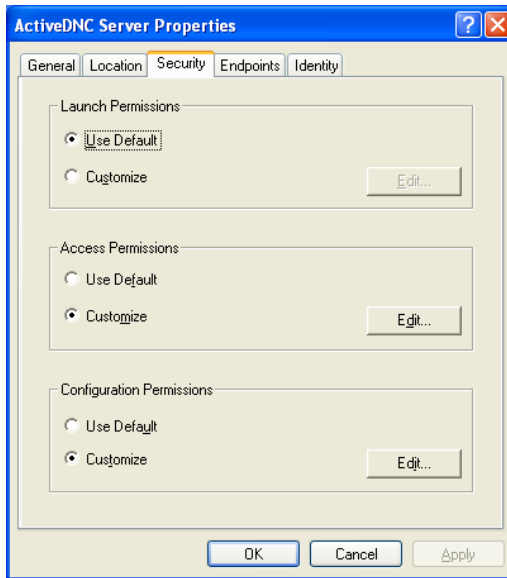 ActiveDNC Server Properties
General Location Security Endpoints Identity
Launch Permissions
Use Default
Customize
Edit...
Access Permissions
Use Default
Customize
Edit...
Configuration Permissions
Use Default
Customize
Edit...
OK Cancel Apply